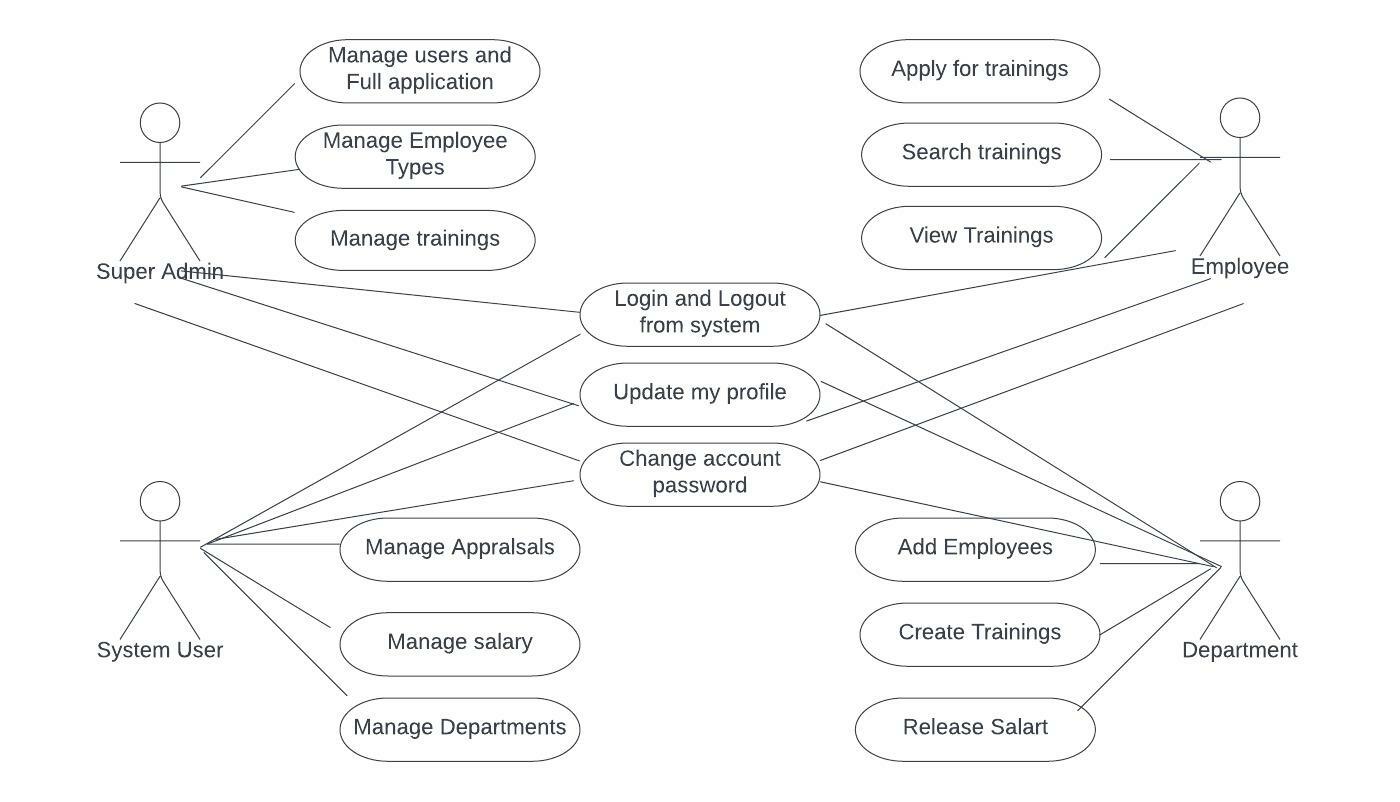 Manage users and
Full application
Apply for trainings
Manage Employee
Types
Search trainings
Manage trainings
View Trainings
Super Admin
Employee
Login and Logout
from system
Update my profile
Change account
password
Manage Appralsals
Add Employees
Manage salary
Create Trainings
System User
Department
Manage Departments
Release Salart